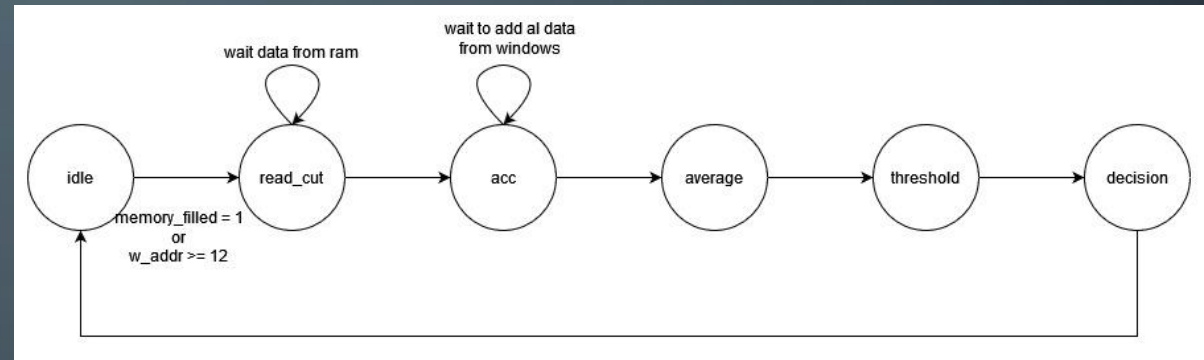 wait data from ram
wait to add al data
from windows
idle
read_cut
acc
average
threshold
decision
memory_filled = 1
or
w_addr >= 12